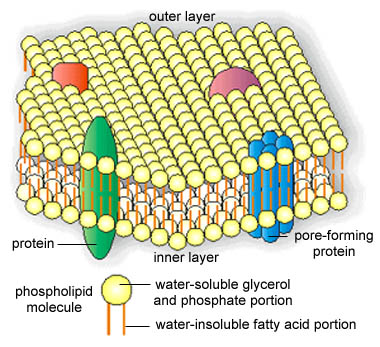 outer layer
protein
inner layer
pore-forming
protein
phospholipid
molecule
water-soluble glycerol
and phosphate portion
water-insoluble fatty acid portion